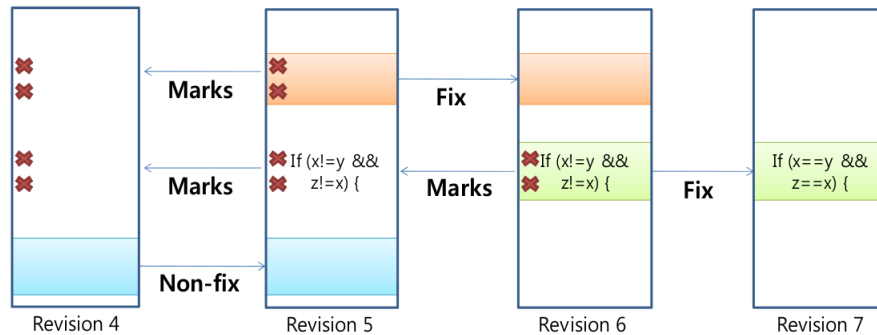 Marks
Fix
If (x!=y &&
z!=x) {
If (x!=y &&
z!=x) {
If (x==y &&
z==x) {
Marks
Marks
Fix
Non-fix
Revision 4
Revision 5
Revision 6
Revision 7